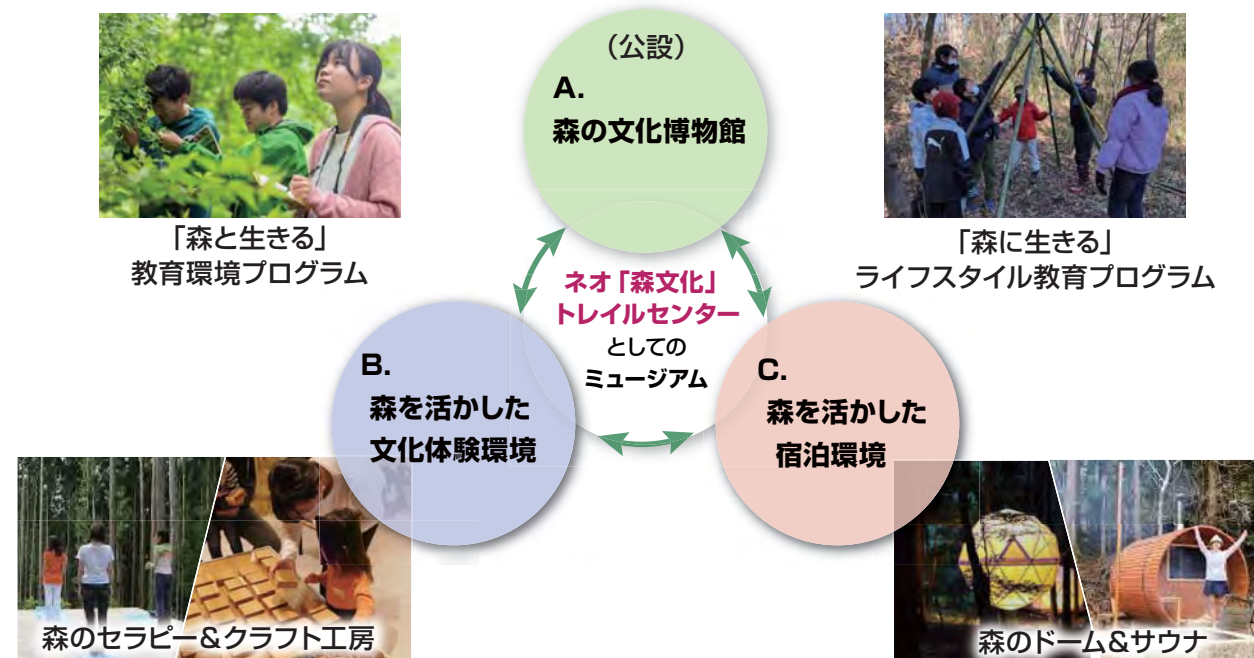 （公設）
A.
森の文化博物館
「森と生きる」
教育環境プログラム
「森に生きる」
ライフスタイル教育プログラム
ネオ「森文化」
トレイルセンター
としての
ミュージアム
B.
森を活かした
文化体験環境
C.
森を活かした
宿泊環境
森のセラピー&クラフト工房
森のドーム&サウナ